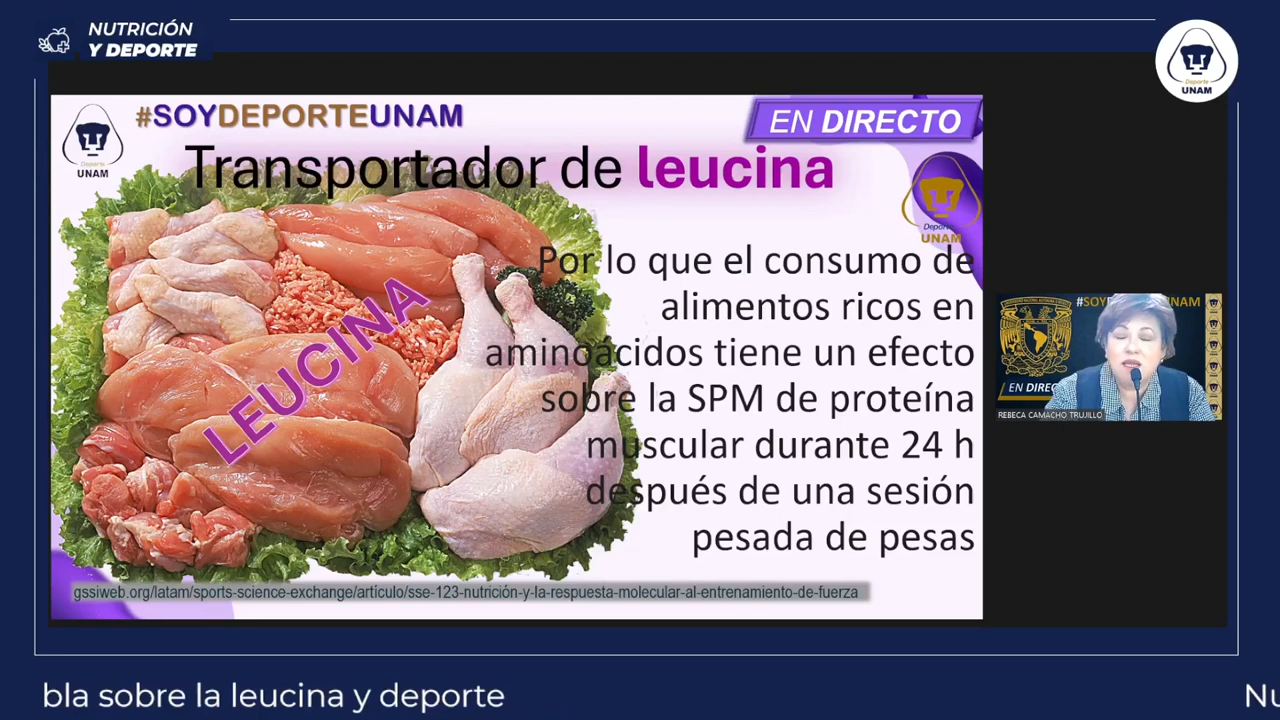 NUTRICIÓN
Y DEPORTE
Deporte
UNAM
#SOYDEPORTEUNAM
EN DIRECTO
Deporte
UNAM
Transportador de leucina
Deporte
UNAM
LEUCINA
Por lo que el consumo de
alimentos ricos en
aminoácidos tiene un efecto
sobre la SPM de proteína
muscular durante 24 h
después de una sesión
pesada de pesas
gssiweb.org/latam/sports-science-exchange/artículo/sse-123-nutrición-y-la-respuesta-molecular-al-entrenamiento-de-fuerza
#SOY
UNAM
EN DIREC
REBECA CAMACHO TRUJILLO
bla sobre la leucina y deporte
Nu